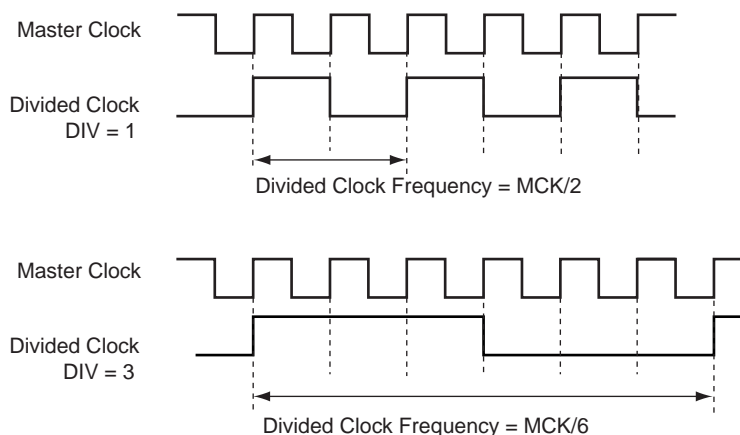 Master Clock
Divided Clock
DIV = 1
Divided Clock Frequency = MCK/2
Master Clock
Divided Clock
DIV = 3
Divided Clock Frequency = MCK/6